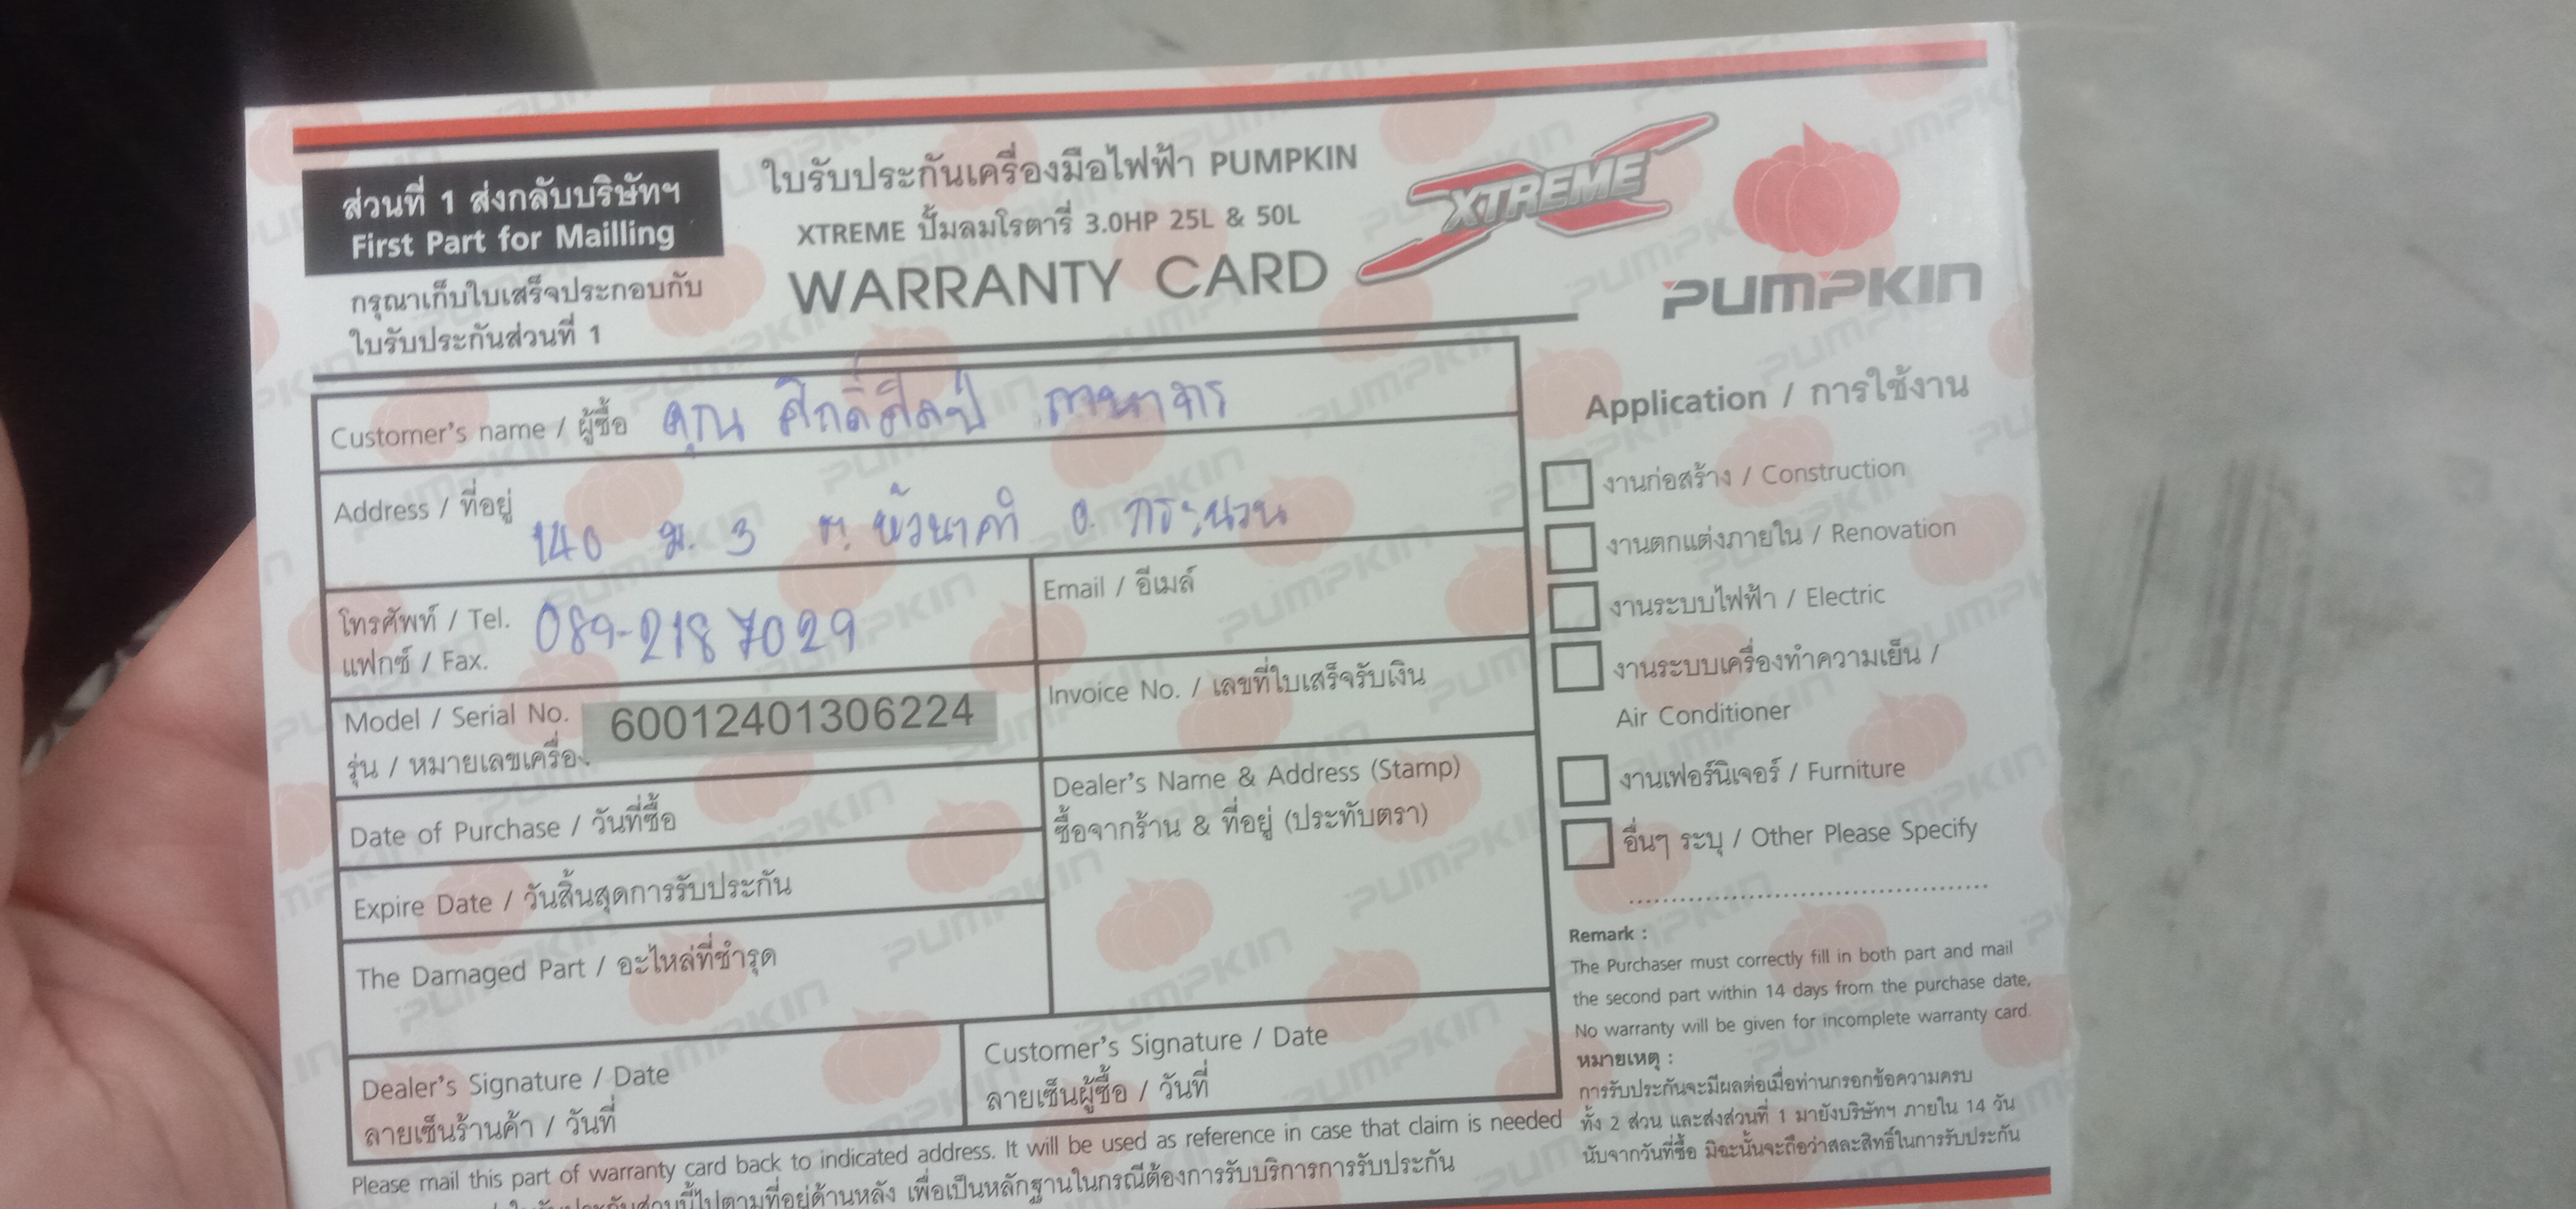 ส่วนที่ 1 ส่งกลับบริษัทฯ
First Part for Mailling
กรุณาเก็บใบเสร็จประกอบกับ
ใบรับประกันส่วนที่ 1
ใบรับประกันเครื่องมือไฟฟ้า PUMPKIN
XTREME ปั๊มลมโรตารี่ 3.0HP 25L & 50L
WARRANTY CARD
XTREME
PUMPKIN
Customer's name / ผู้ซื้อ คุณ ศักดิ์ศิลป์
Address / ที่อยู่ 140 ม. 3 ต. หัวนาคำ อ. กระนวน
โทรศัพท์ / Tel. 089-218 7029
แฟกซ์ / Fax.
Email / อีเมล์
Model / Serial No. 60012401306224
รุ่น / หมายเลขเครื่อง
Invoice No. / เลขที่ใบเสร็จรับเงิน
Date of Purchase / วันที่ซื้อ
Expire Date / วันสิ้นสุดการรับประกัน
The Damaged Part / อะไหล่ที่ชำรุด
Dealer's Name & Address (Stamp)
ซื้อจากร้าน & ที่อยู่ (ประทับตรา)
Dealer's Signature / Date
ลายเซ็นร้านค้า / วันที่
Customer's Signature / Date
ลายเซ็นผู้ซื้อ / วันที่
Application / การใช้งาน
งานก่อสร้าง / Construction
งานตกแต่งภายใน / Renovation
งานระบบไฟฟ้า / Electric
งานระบบเครื่องทำความเย็น /
Air Conditioner
งานเฟอร์นิเจอร์ / Furniture
อื่นๆ ระบุ / Other Please Specify
Remark :
The Purchaser must correctly fill in both part and mail
the second part within 14 days from the purchase date,
No warranty will be given for incomplete warranty card.
หมายเหตุ :
การรับประกันจะมีผลต่อเมื่อท่านกรอกข้อความครบ
ทั้ง 2 ส่วน และส่งส่วนที่ 1 มายังบริษัทฯ ภายใน 14 วัน
นับจากวันที่ซื้อ มิฉะนั้นจะถือว่าสละสิทธิ์ในการรับประกัน
Please mail this part of warranty card back to indicated address. It will be used as reference in case that claim is needed
ส่วนนี้ไปตามที่อยู่ด้านหลัง เพื่อเป็นหลักฐานในกรณีต้องการรับบริการการรับประกัน